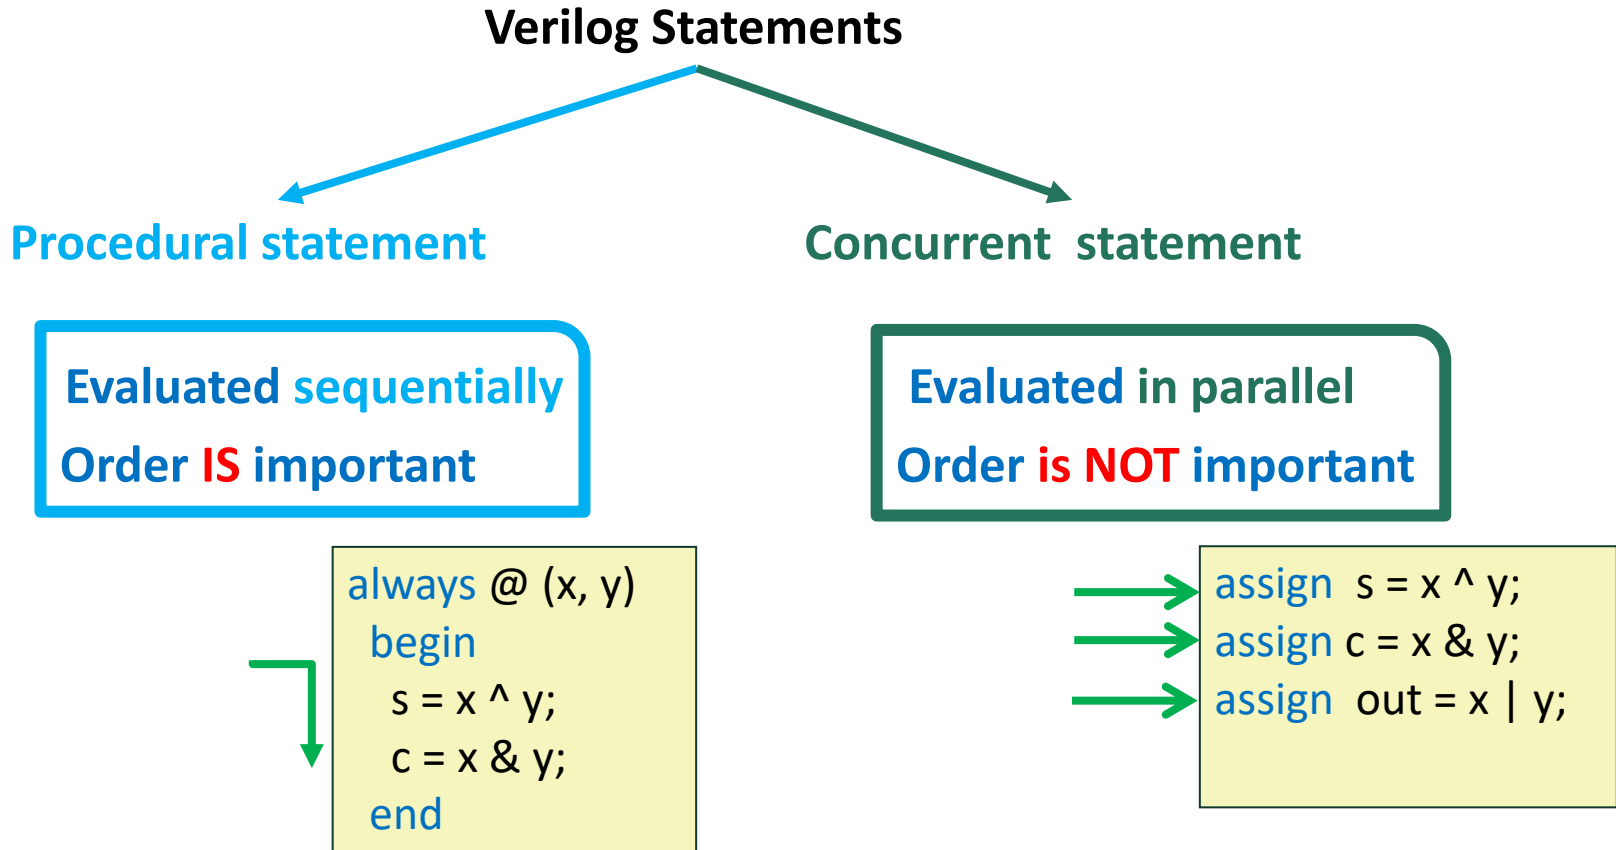 Verilog Statements
Procedural statement
Evaluated sequentially
Order IS important
always @ (x, y)
begin
s = x ^ y;
c = x & y;
end
Concurrent statement
Evaluated in parallel
Order is NOT important
assign s = x ^ y;
assign c = x & y;
assign out = x | y;